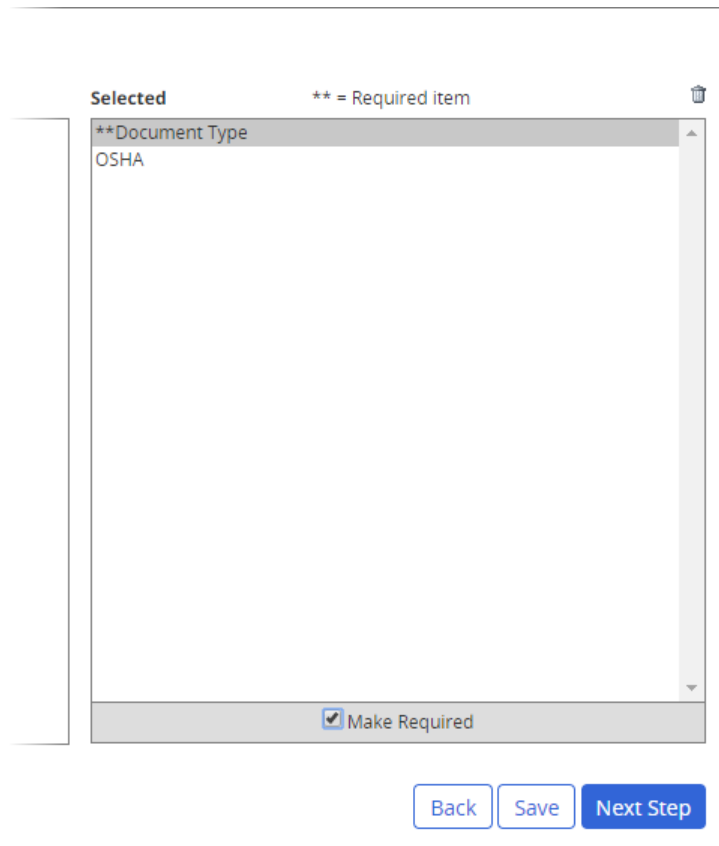 Selected ** = Required item
**Document Type
OSHA
Make Required
Back Save Next Step